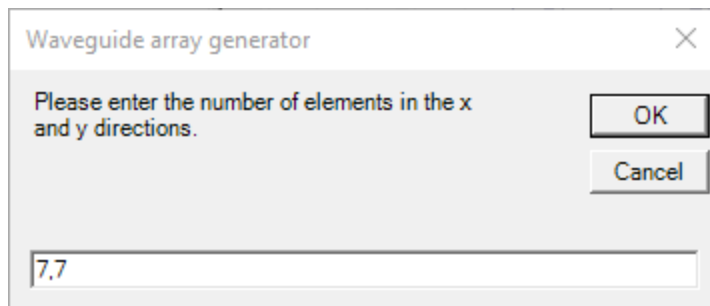 Waveguide array generator
Please enter the number of elements in the x
and y directions.
OK
Cancel
7,7